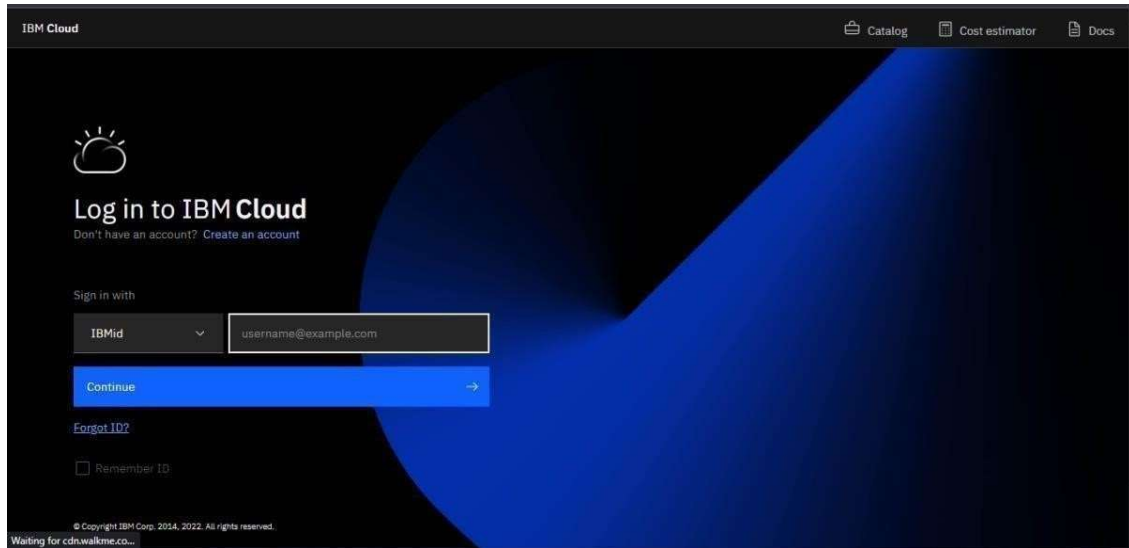 IBM Cloud
Catalog
Cost estimator
Docs
Log in to IBM Cloud
Don't have an account? Create an account
Sign in with
IBMid
username@example.com
Continue
Forgot ID?
Remember ID
© Copyright IBM Corp. 2014, 2022. All rights reserved.
Waiting for cdn.walkme.co...